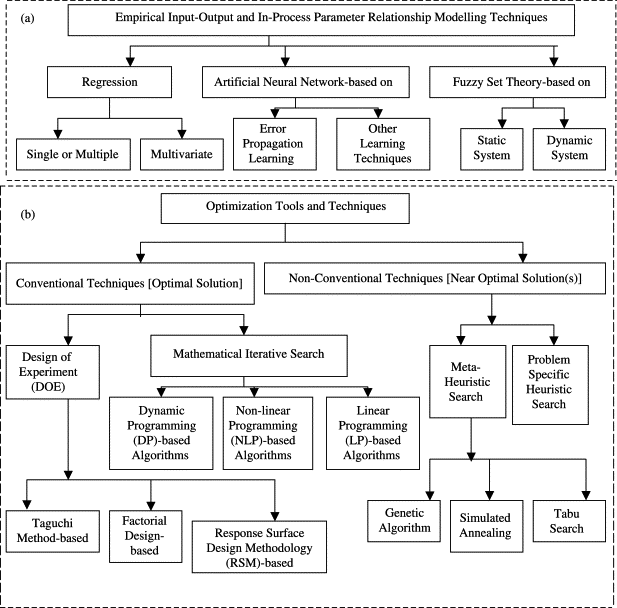 (a)
Empirical Input-Output and In-Process Parameter Relationship Modelling Techniques
Regression
Artificial Neural Network-based on
Fuzzy Set Theory-based on
Single or Multiple
Multivariate
Error
Propagation
Learning
Other
Learning
Techniques
Static
System
Dynamic
System
(b)
Optimization Tools and Techniques
Conventional Techniques [Optimal Solution]
Non-Conventional Techniques [Near Optimal Solution(s)]
Design of
Experiment
(DOE)
Mathematical Iterative Search
Meta-
Heuristic
Search
Problem
Specific
Heuristic
Search
Dynamic
Programming
(DP)-based
Algorithms
Non-linear
Programming
(NLP)-based
Algorithms
Linear
Programming
(LP)-based
Algorithms
Taguchi
Method-based
Factorial
Design-
based
Response Surface
Design Methodology
(RSM)-based
Genetic
Algorithm
Simulated
Annealing
Tabu
Search